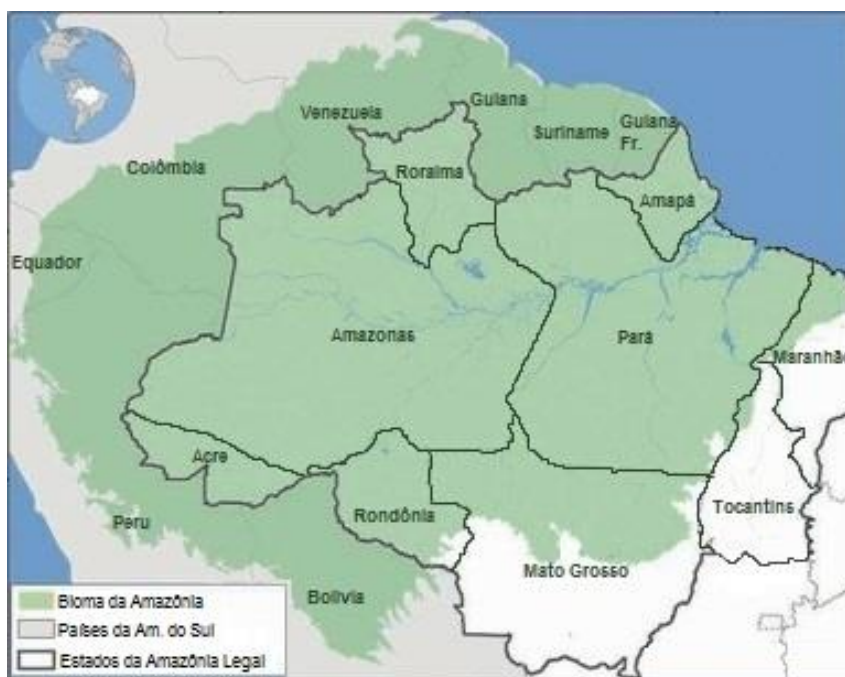 Venezuela
Guiana
Suriname
Guiana
Fr.
Colômbia
Roraima
Amapá
Equador
Amazonas
Pará
Maranhão
Acre
Peru
Rondônia
Tocantins
Mato Grosso
Bolívia
Bioma da Amazônia
Países da Am. do Sul
Estados da Amazônia Legal